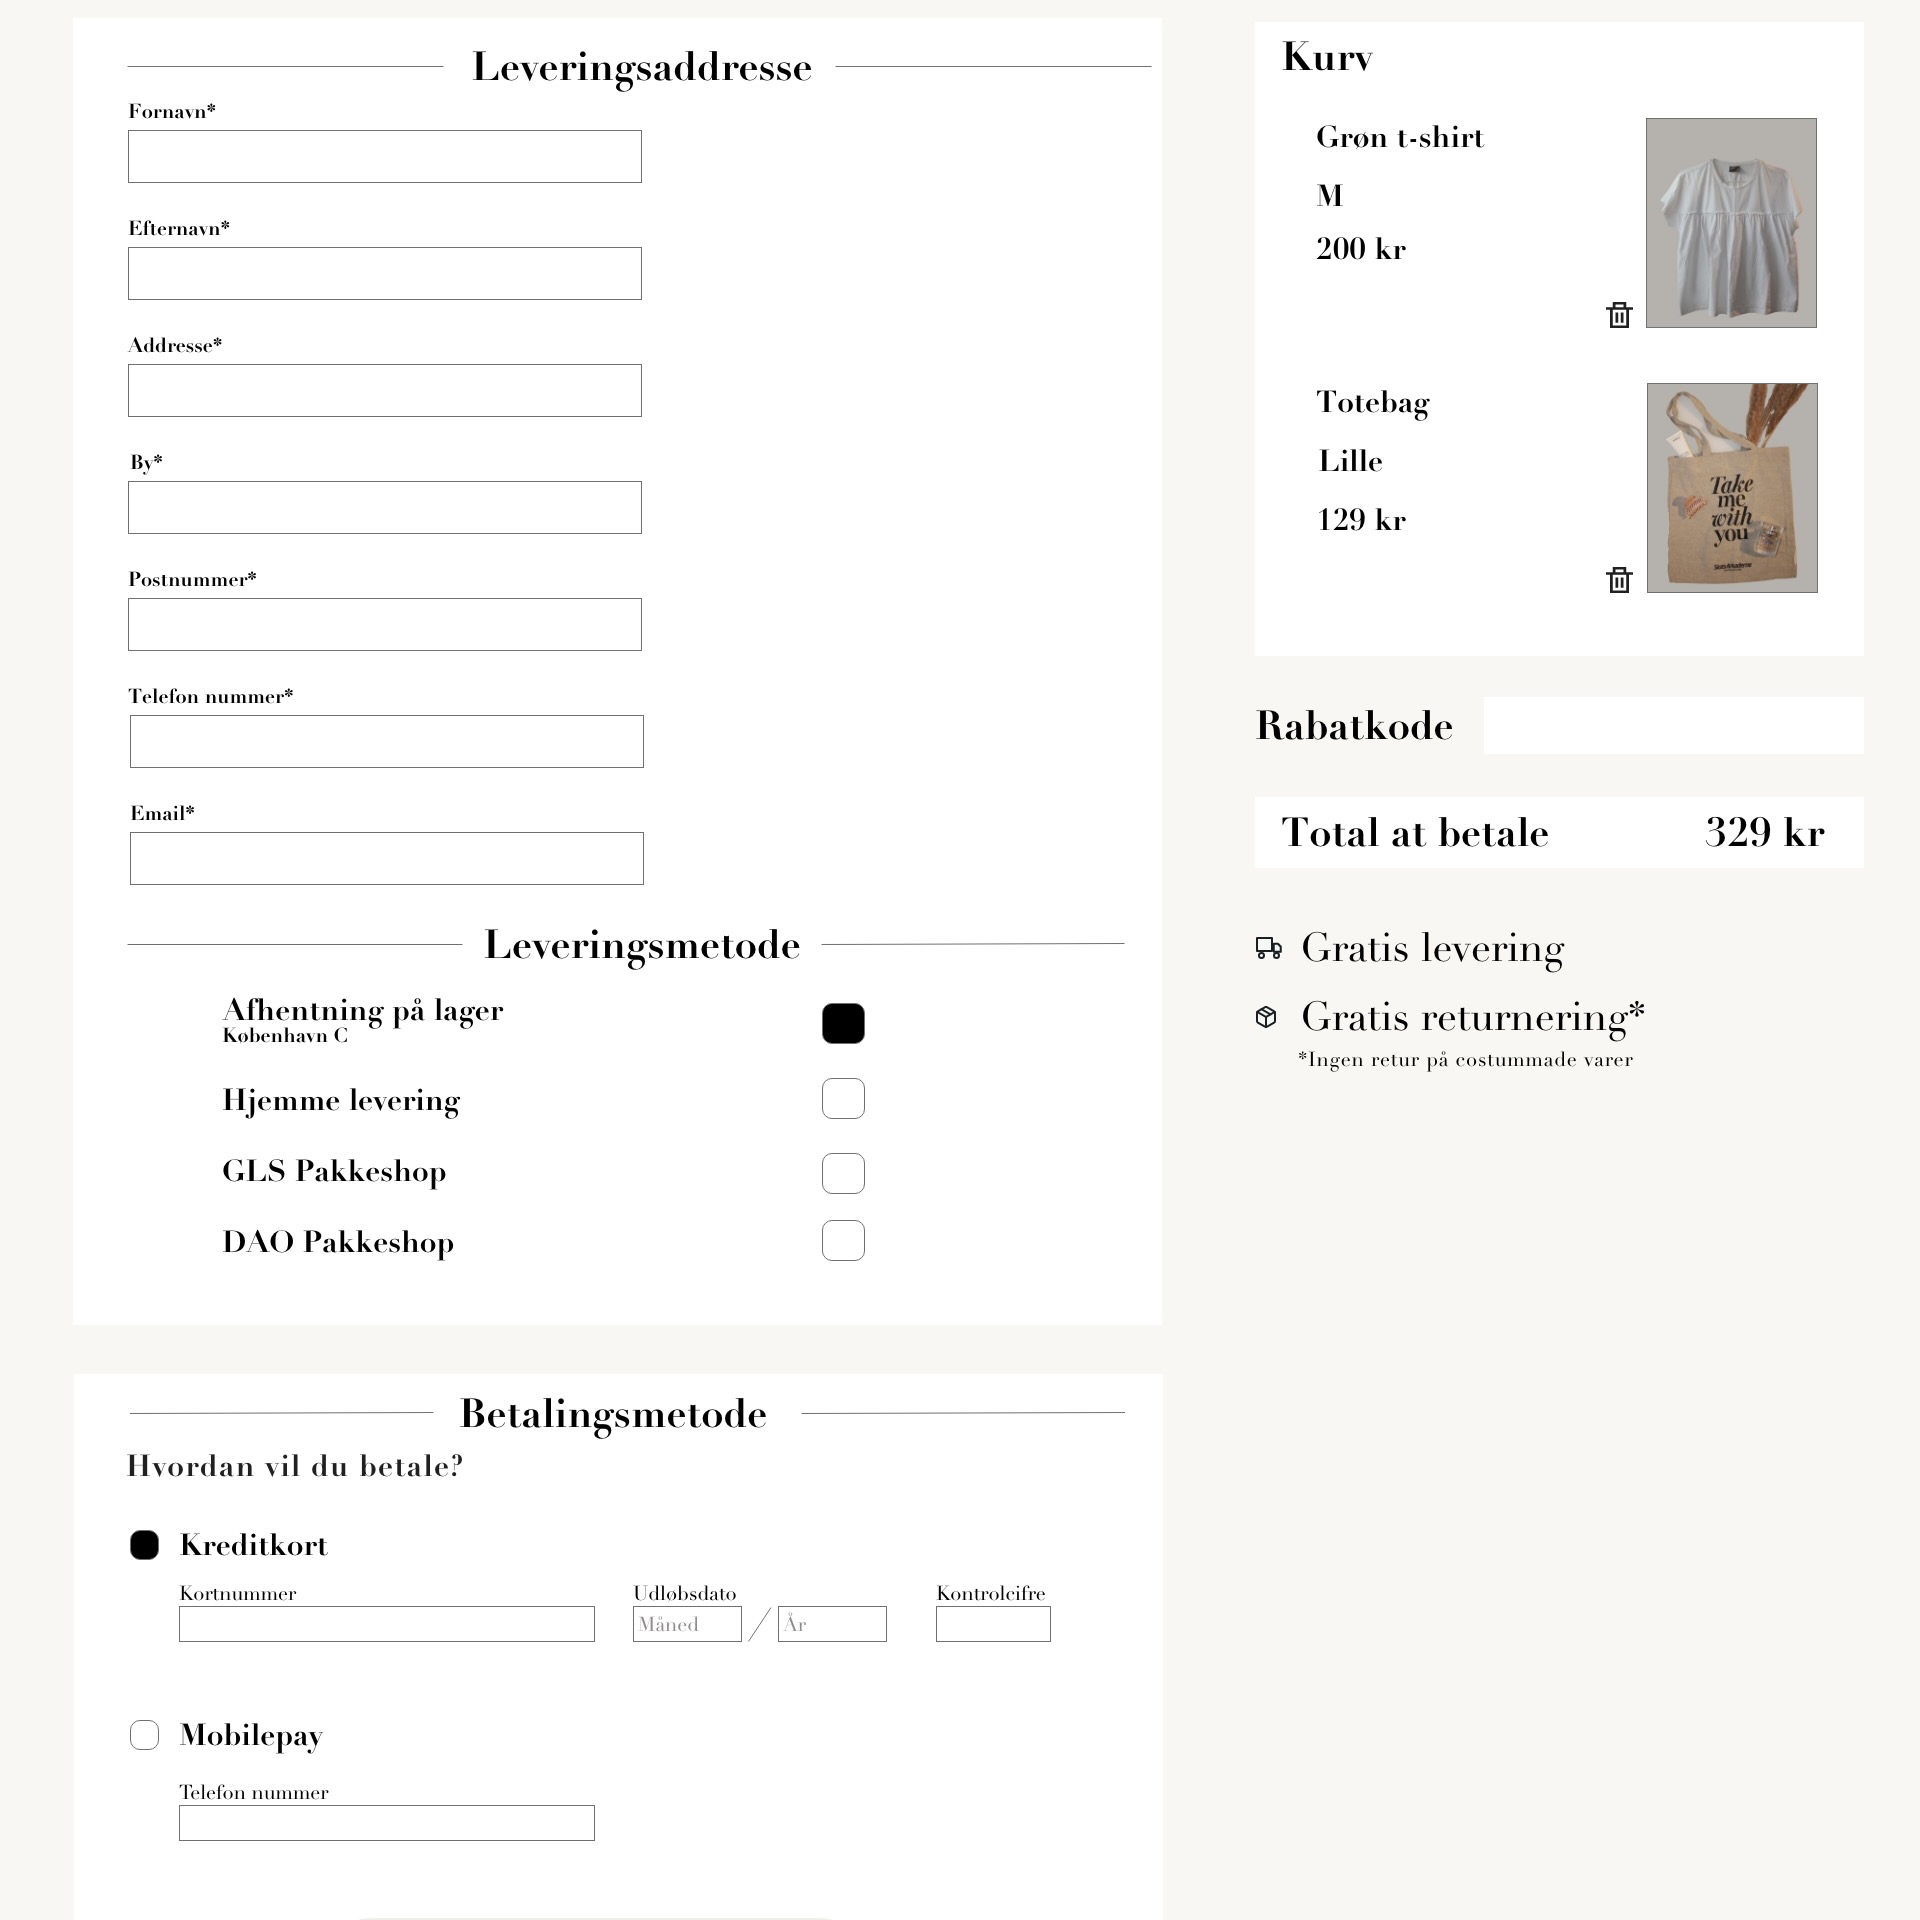 Leveringsaddresse
Fornavn*
Efternavn*
Addresse*
By*
Postnummer*
Telefon nummer*
Email*
Leveringsmetode
Afhentning på lager
København C
Hjemme levering
GLS Pakkeshop
DAO Pakkeshop
Betalingsmetode
Hvordan vil du betale?
Kreditkort
Kortnummer Udløbsdato Kontrolcifre
Måned / År
Mobilepay
Telefon nummer
Kurv
Grøn t-shirt
M
200 kr
Totebag
Lille
129 kr
Take
me
with
you
Rabatkode
Total at betale 329 kr
Gratis levering
Gratis returnering*
*Ingen retur på costummade varer